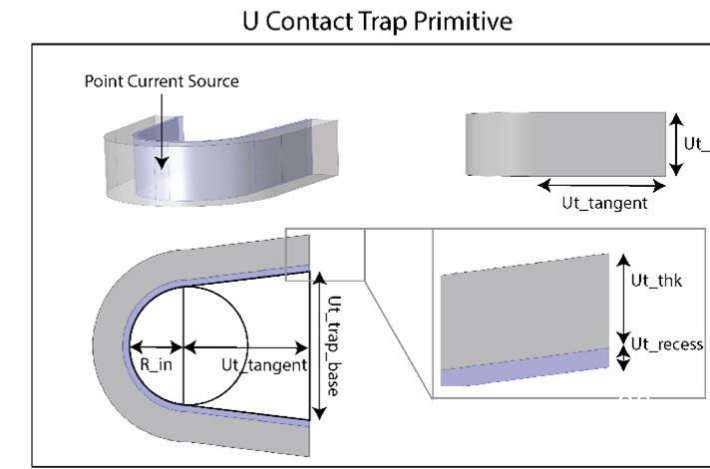 U Contact Trap Primitive
Point Current Source
Ut_
Ut_tangent
Ut_thk
Ut_recess
R_in
Ut_tangent
Ut_trap_base